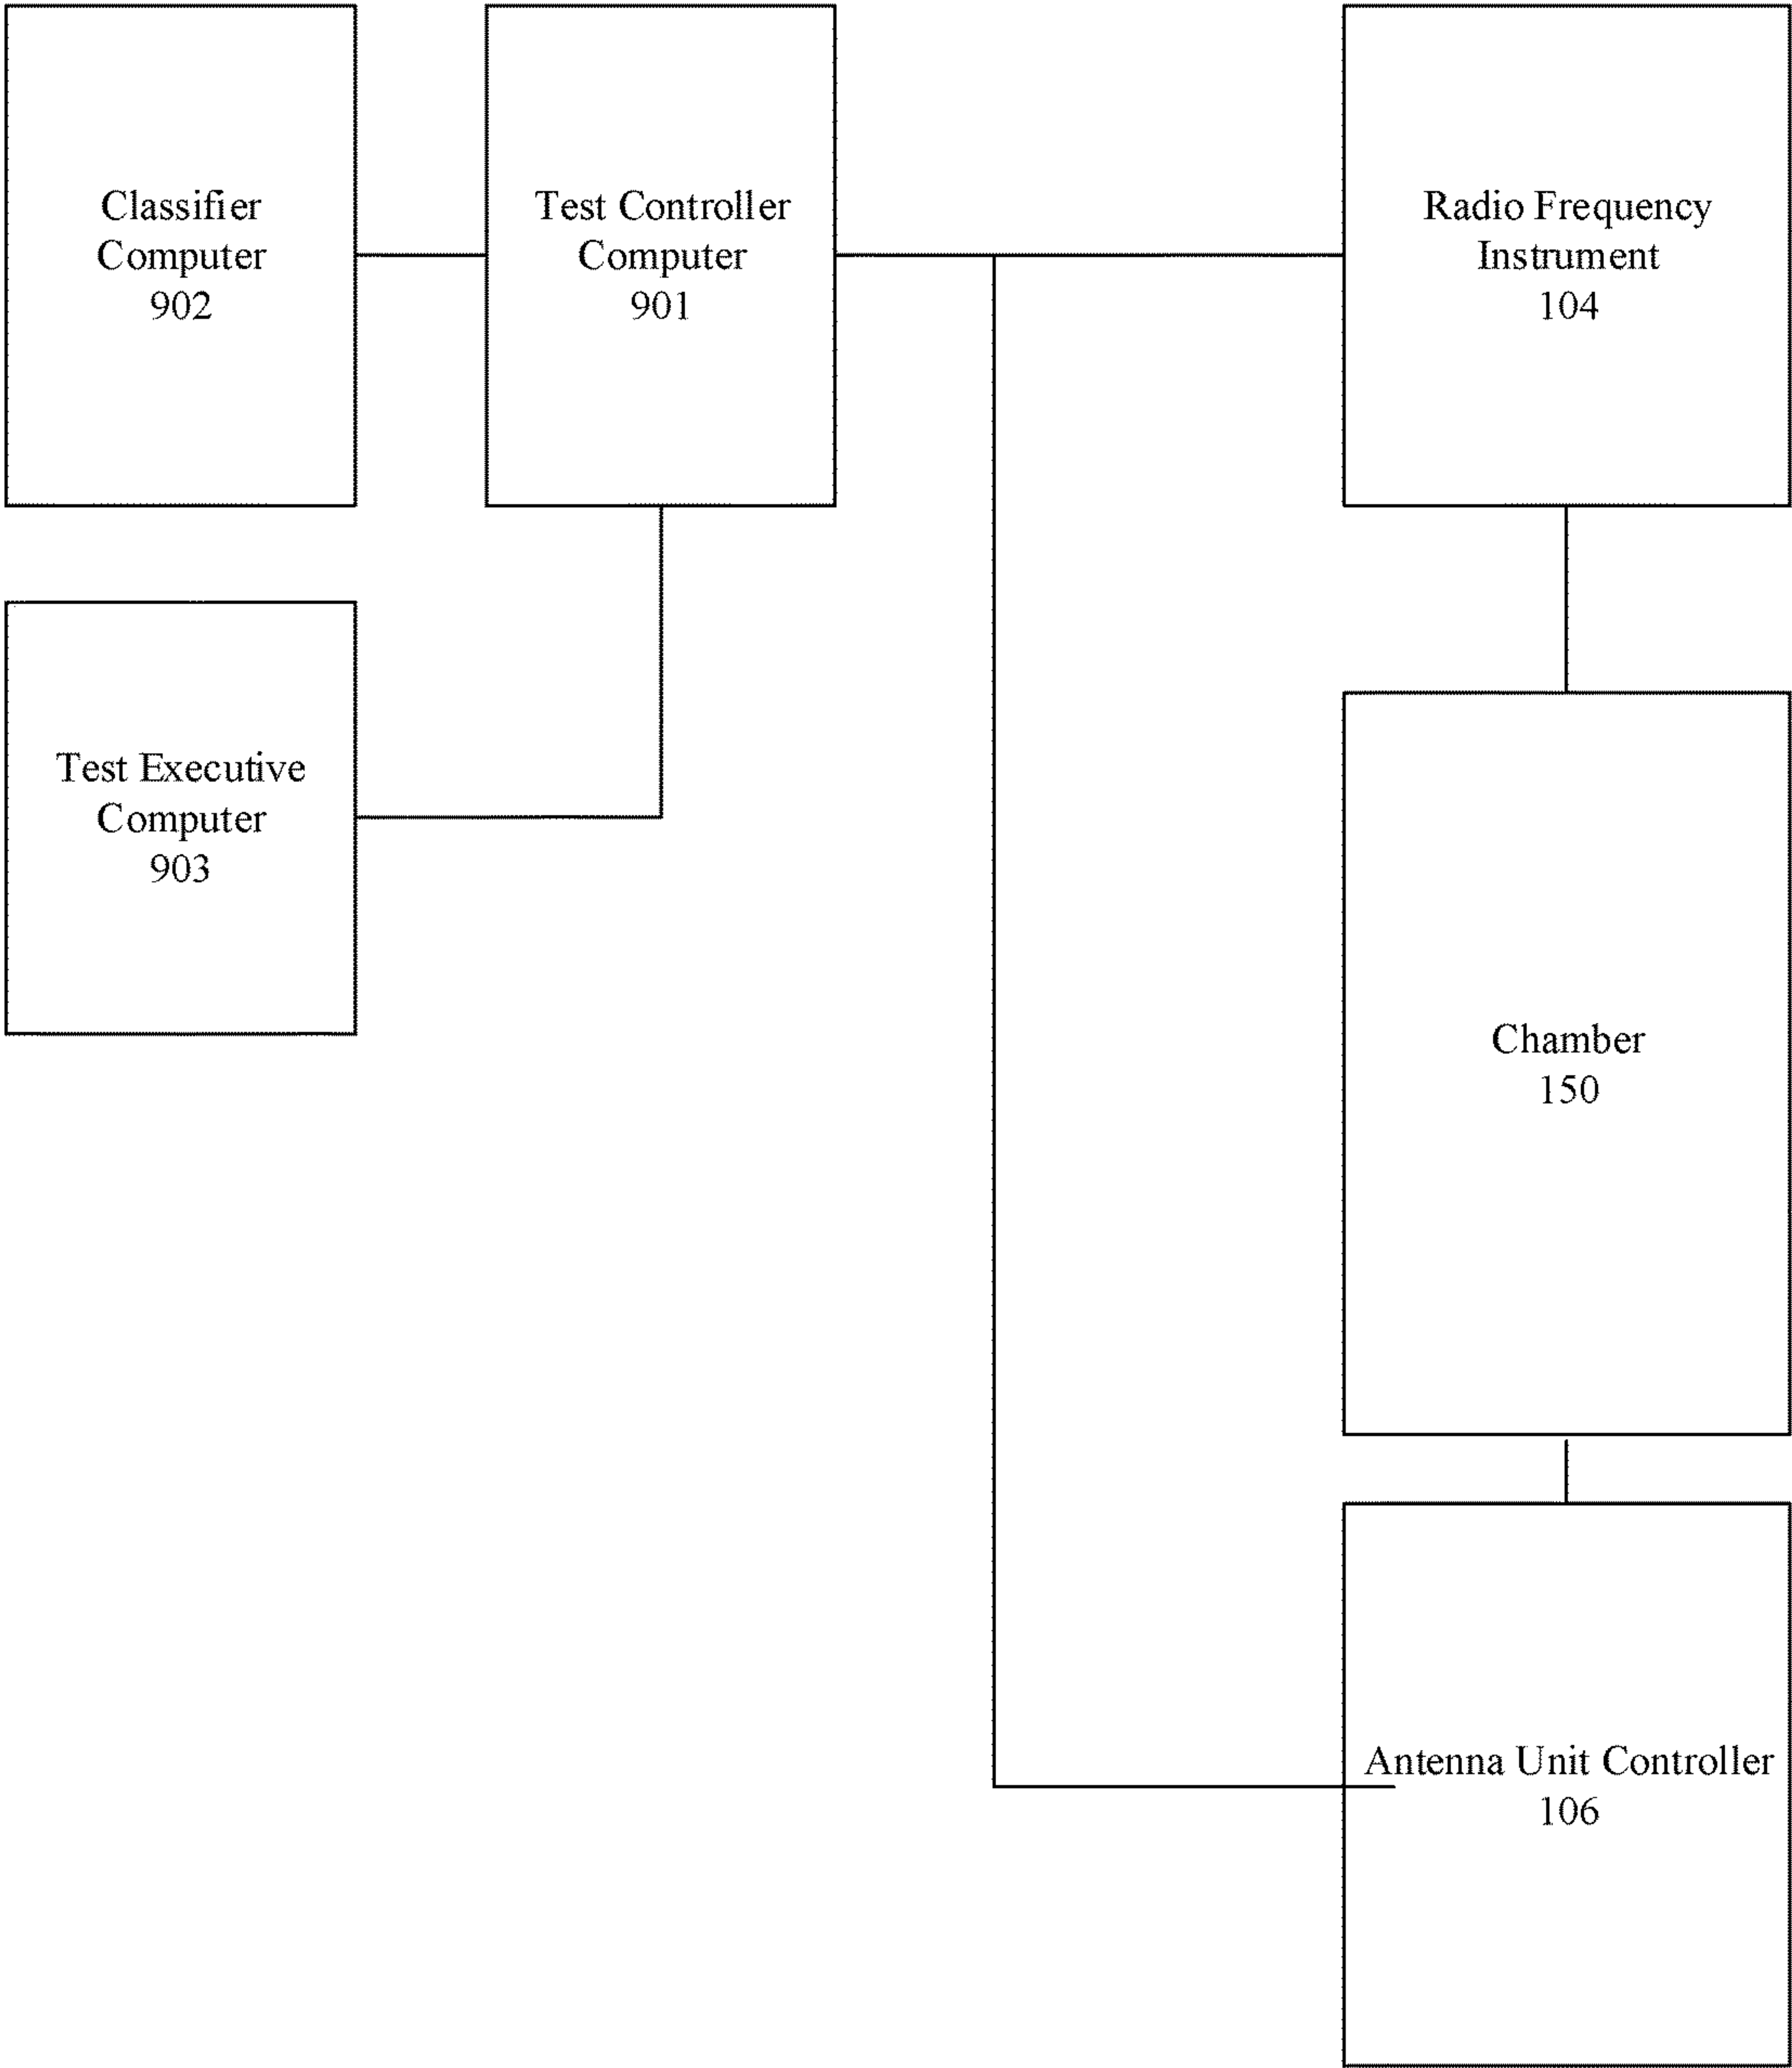 Classifier
Computer
902
Test Controller
Computer
901
Radio Frequency
Instrument
104
Test Executive
Computer
903
Chamber
150
Antenna Unit Controller
106